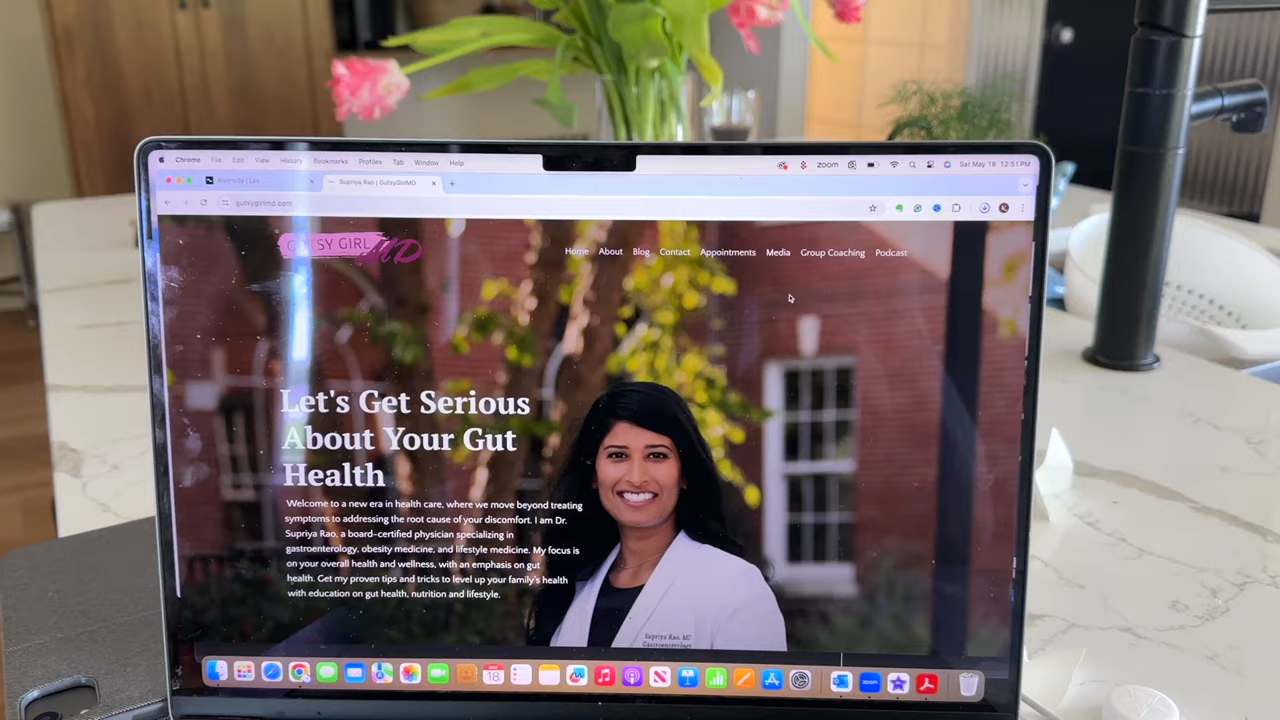 Chrome File Edit View History Bookmarks Profiles Tab Window Help
zoom Sat May 18 12:51 PM
Supriya Rao | GutsyGirlMD
gutsygirlmd.com
GUTSY GIRL MD
Home About Blog Contact Appointments Media Group Coaching Podcast
Let's Get Serious
About Your Gut
Health
Welcome to a new era in health care, where we move beyond treating
symptoms to addressing the root cause of your discomfort. I am Dr.
Supriya Rao, a board-certified physician specializing in
gastroenterology, obesity medicine, and lifestyle medicine. My focus is
on your overall health and wellness, with an emphasis on gut
health. Get my proven tips and tricks to level up your family's health
with education on gut health, nutrition and lifestyle.
Supriya Rao, MD
Gastroenterology
18
zoom